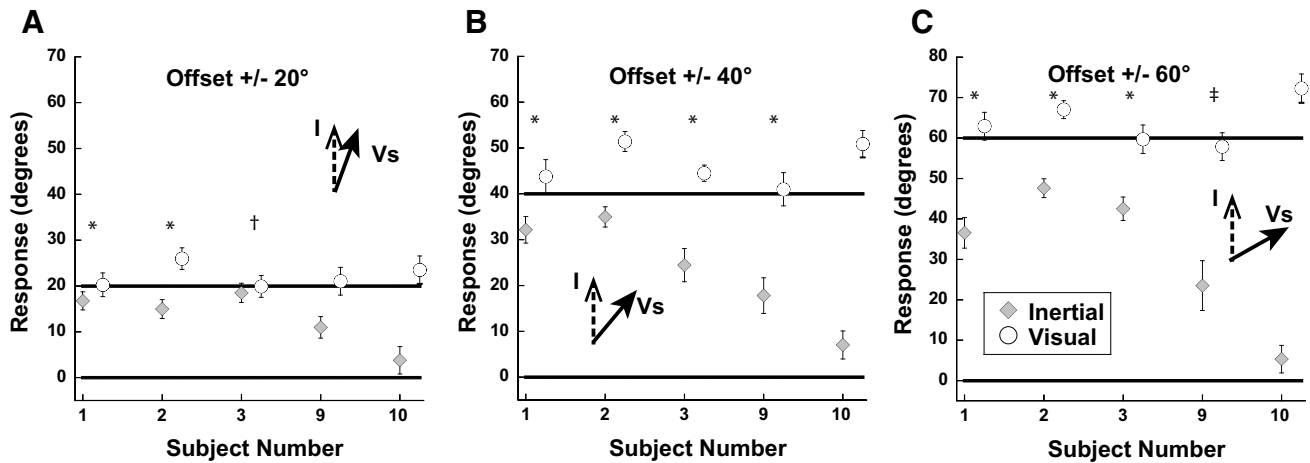 A
Offset +/- 20°
Response (degrees)
70
60
50
40
30
20
10
0
I
Vs
* * †
1 2 3 9 10
Subject Number
B
Offset +/- 40°
Response (degrees)
70
60
50
40
30
20
10
0
* * * *
I
Vs
1 2 3 9 10
Subject Number
C
Offset +/- 60°
Response (degrees)
80
70
60
50
40
30
20
10
0
* * * ‡
I
Vs
Inertial
Visual
1 2 3 9 10
Subject Number